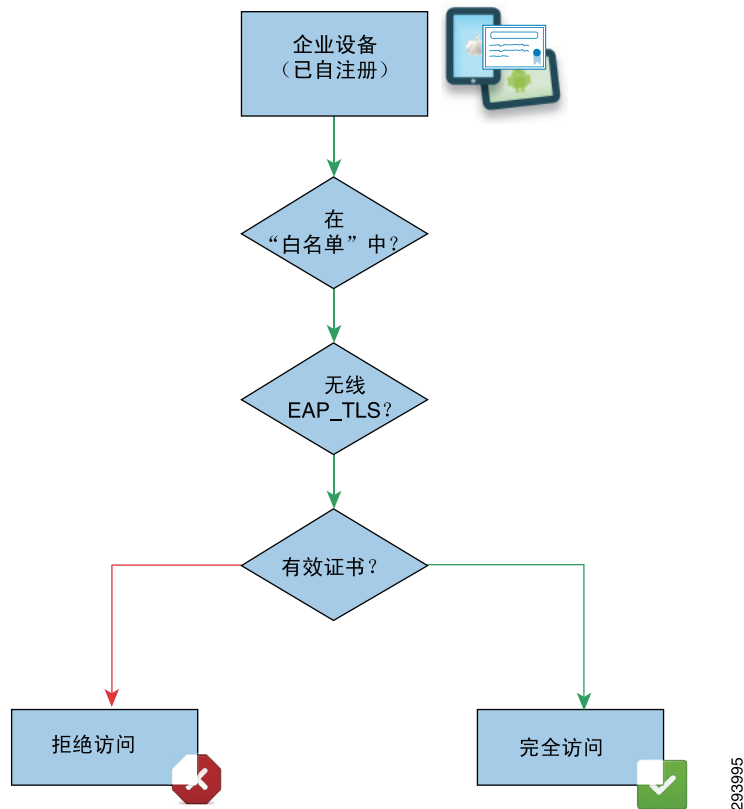 企业设备
（已自注册）
在
“白名单”中？
无线
EAP_TLS？
有效证书？
拒绝访问
完全访问
293995